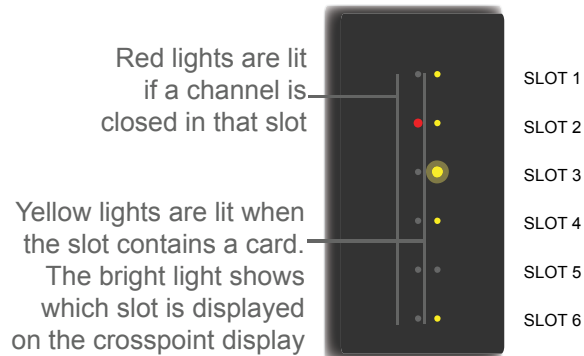 Red lights are lit
if a channel is
closed in that slot
Yellow lights are lit when
the slot contains a card.
The bright light shows
which slot is displayed
on the crosspoint display
SLOT 1
SLOT 2
SLOT 3
SLOT 4
SLOT 5
SLOT 6